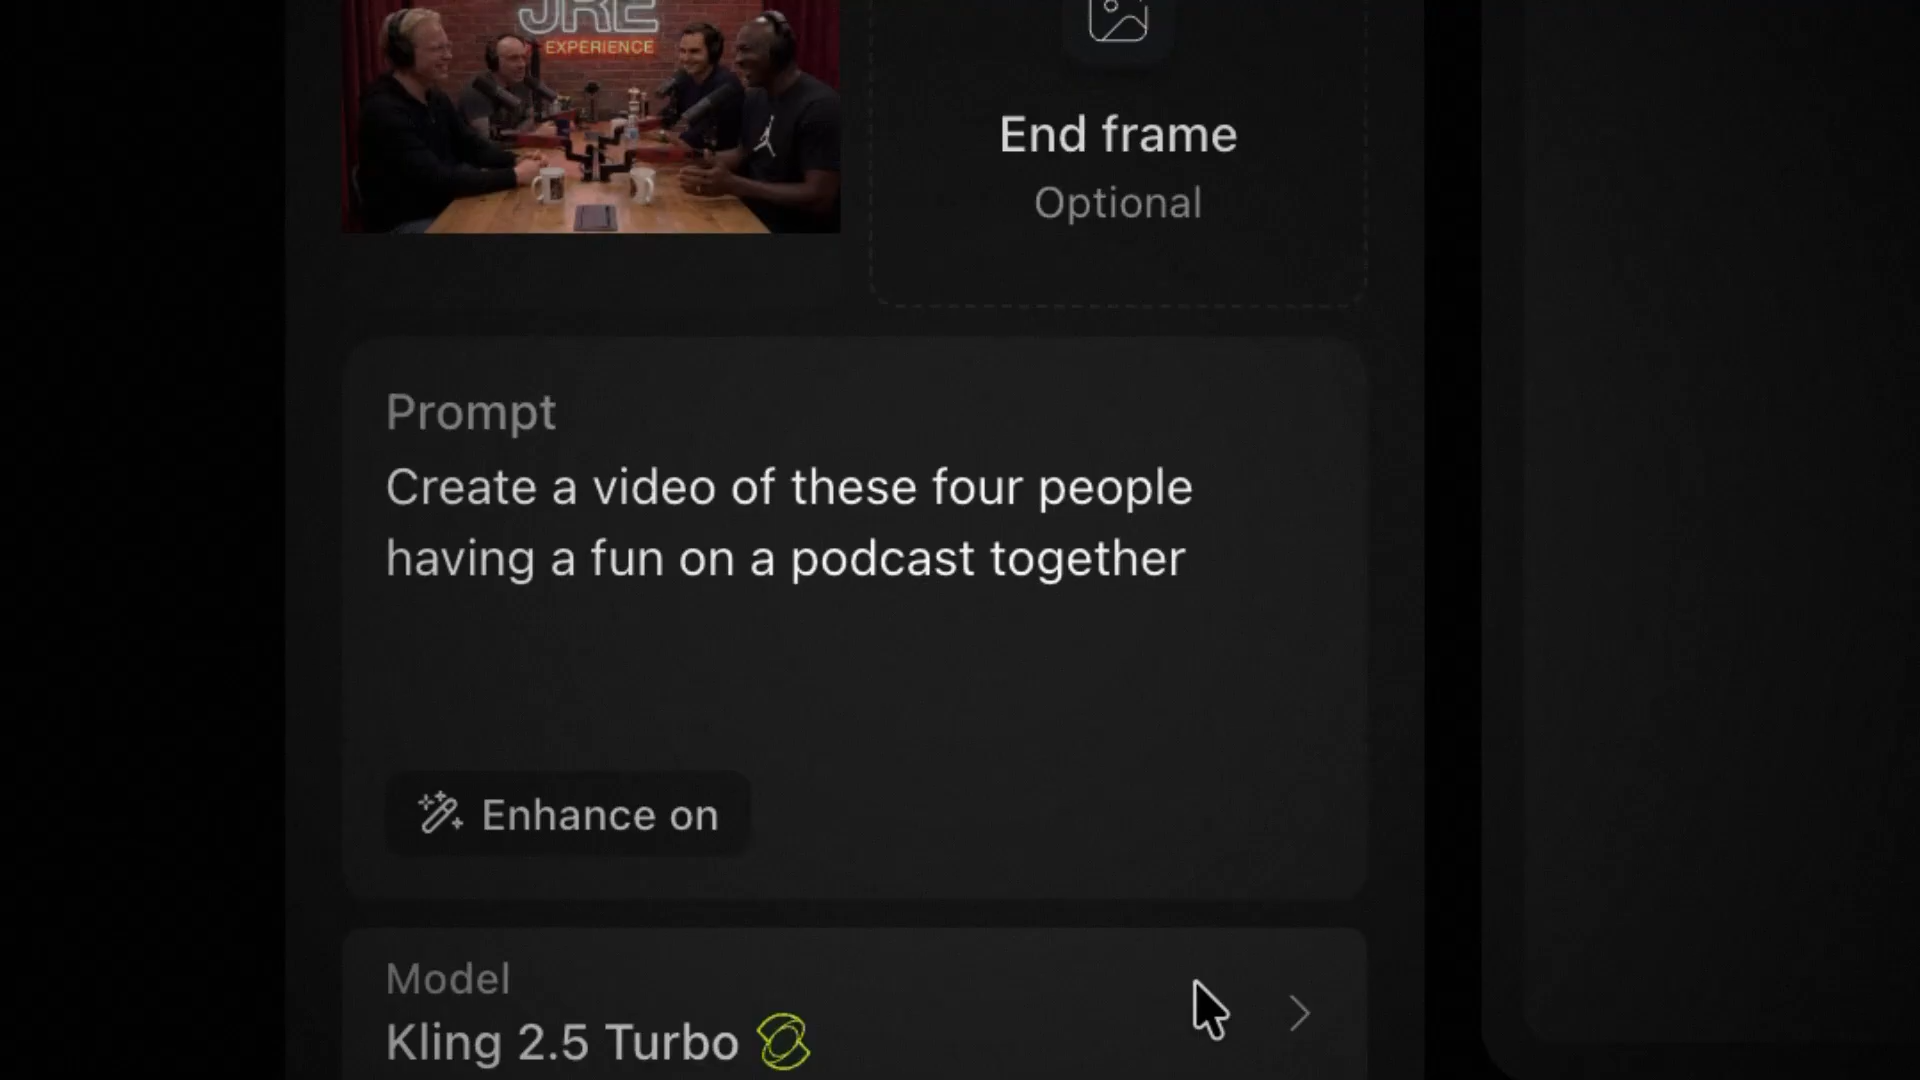 JRE
EXPERIENCE
End frame
Optional
Prompt
Create a video of these four people
having a fun on a podcast together
Enhance on
Model
Kling 2.5 Turbo